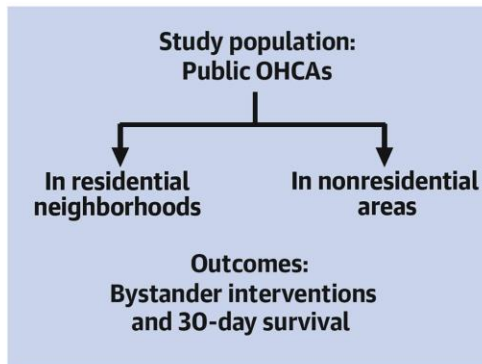 Study population:
Public OHCAs
In residential
neighborhoods
In nonresidential
areas
Outcomes:
Bystander interventions
and 30-day survival